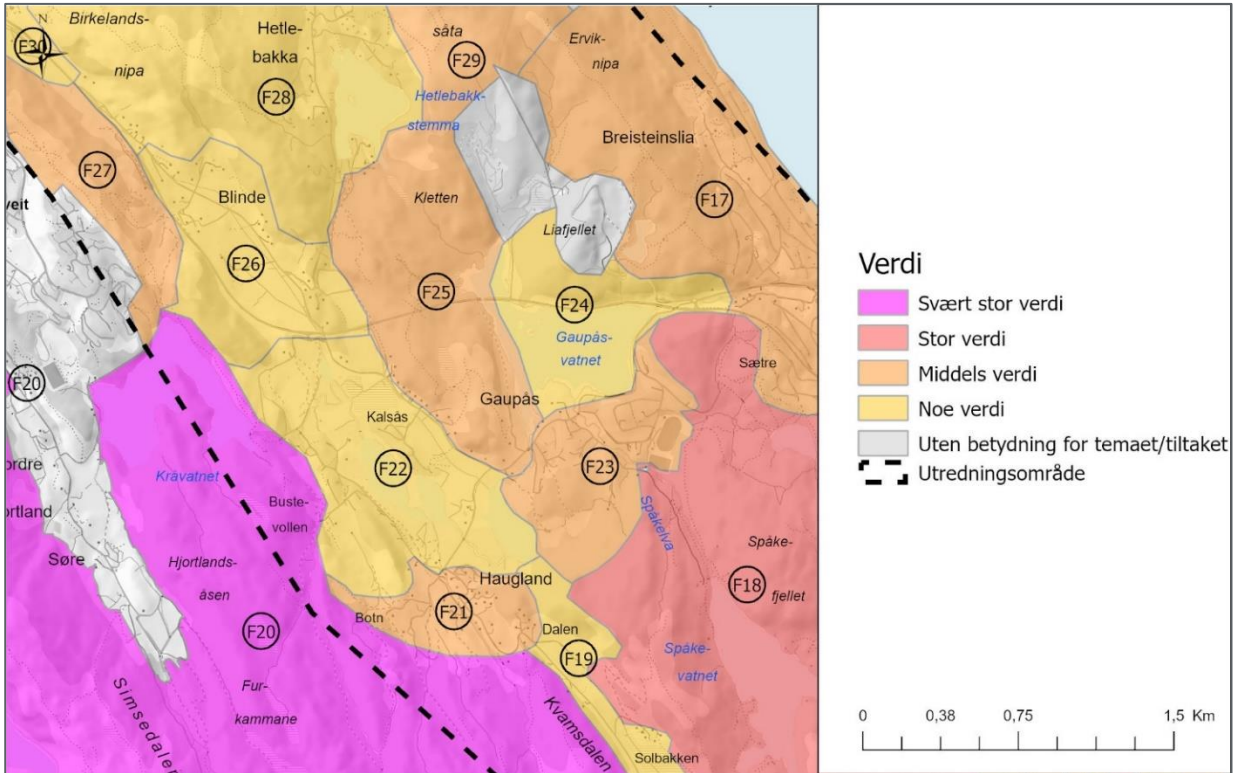 N
Birkelands-
nipa
F30
Hetle-
bakka
F28
såta
F29
Ervik-
nipa
Hetlebakk-
stemma
Breisteinslia
F27
Blinde
Kletten
F17
veit
Liafjellet
F26
F25
F24
Gaupås-
vatnet
Sætre
F20
Kalsås
Gaupås
ordre
Kråvatnet
F22
F23
ortland
Buste-
vollen
Spåkelva
Søre
Hjortlands-
åsen
Haugland
Spåke-
fjellet
F18
F20
Botn
F21
Dalen
F19
Spåke-
vatnet
Fur-
kammane
Simsedalen
Kvamsdalen
Solbakken
Verdi
Svært stor verdi
Stor verdi
Middels verdi
Noe verdi
Uten betydning for temaet/tiltaket
Utredningsområde
0 0,38 0,75 1,5 Km